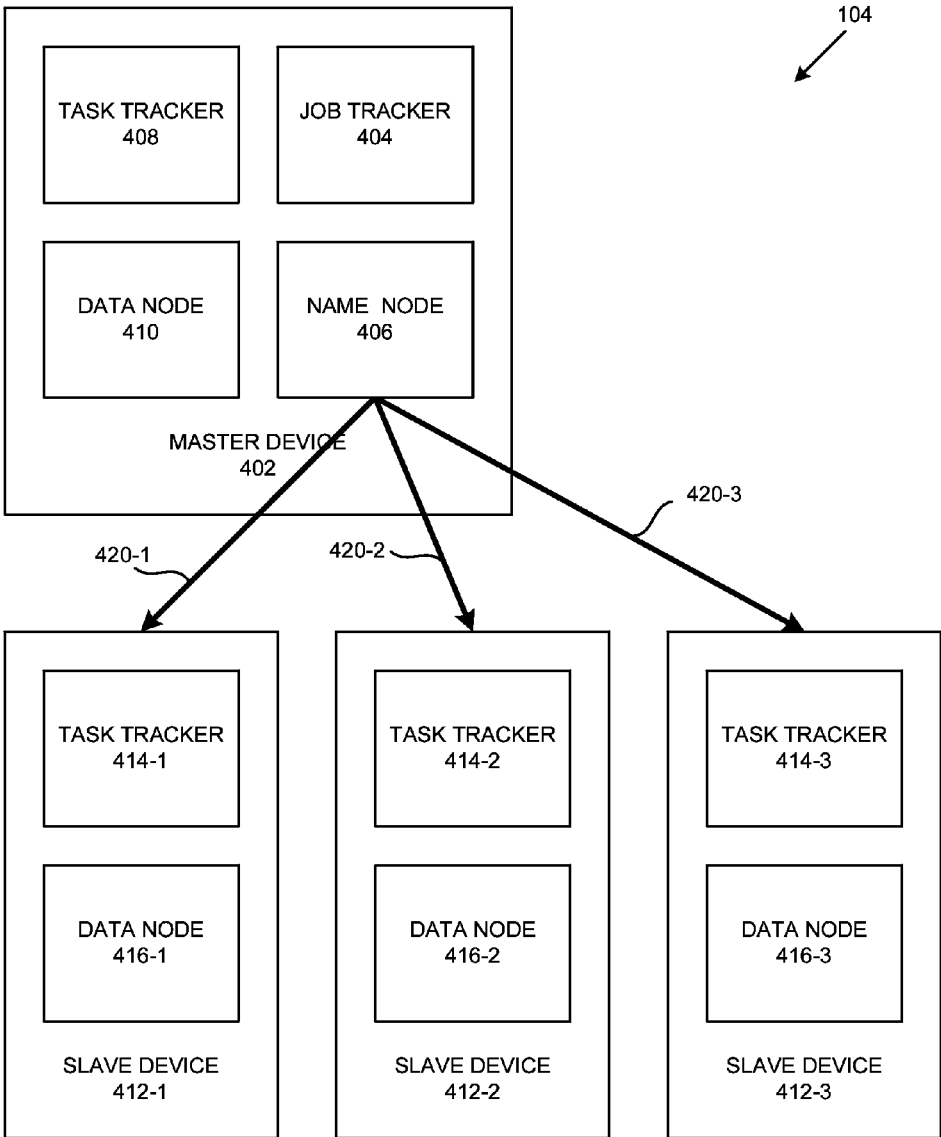 104
TASK TRACKER
408
JOB TRACKER
404
DATA NODE
410
NAME NODE
406
MASTER DEVICE
402
420-1
420-2
420-3
TASK TRACKER
414-1
TASK TRACKER
414-2
TASK TRACKER
414-3
DATA NODE
416-1
DATA NODE
416-2
DATA NODE
416-3
SLAVE DEVICE
412-1
SLAVE DEVICE
412-2
SLAVE DEVICE
412-3